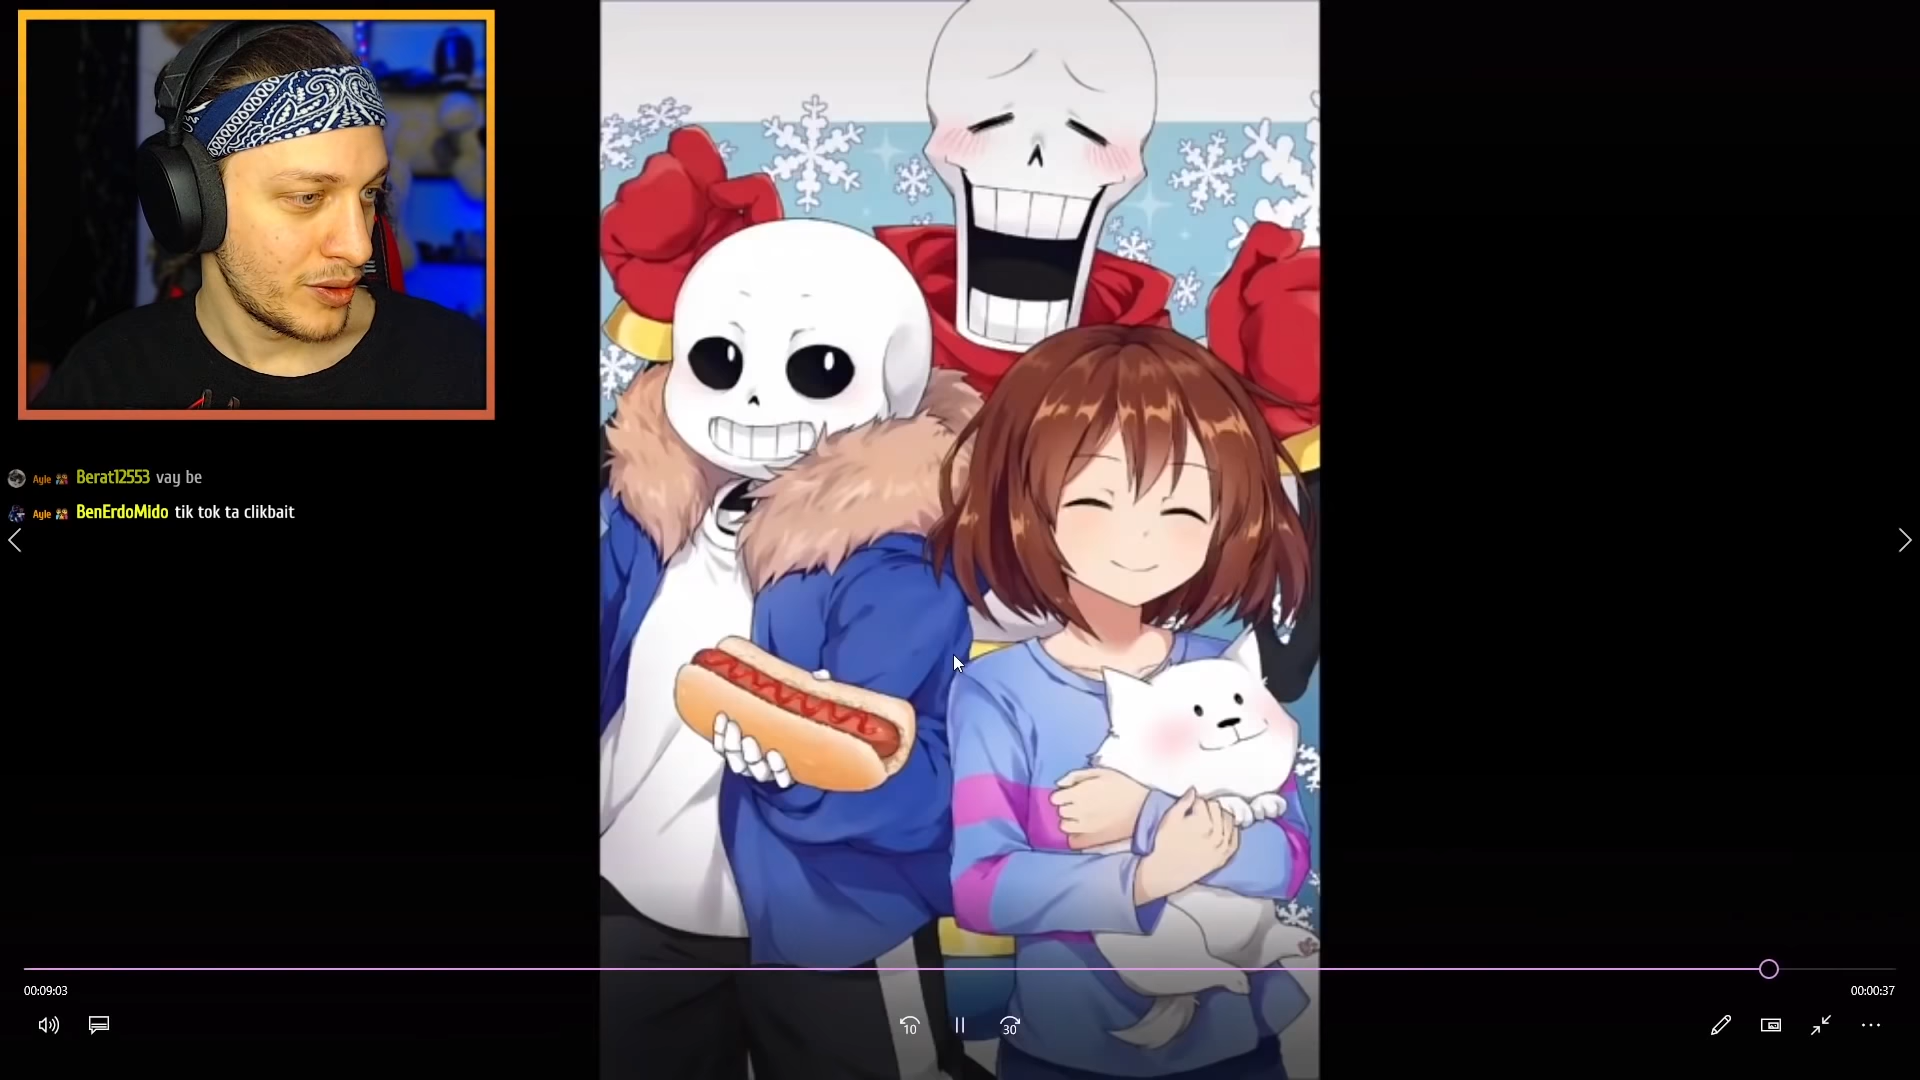 Ayle Berat12553 vay be
Ayle BenErdoMido tik tok ta clikbait
00:09:03
00:00:37
10
30